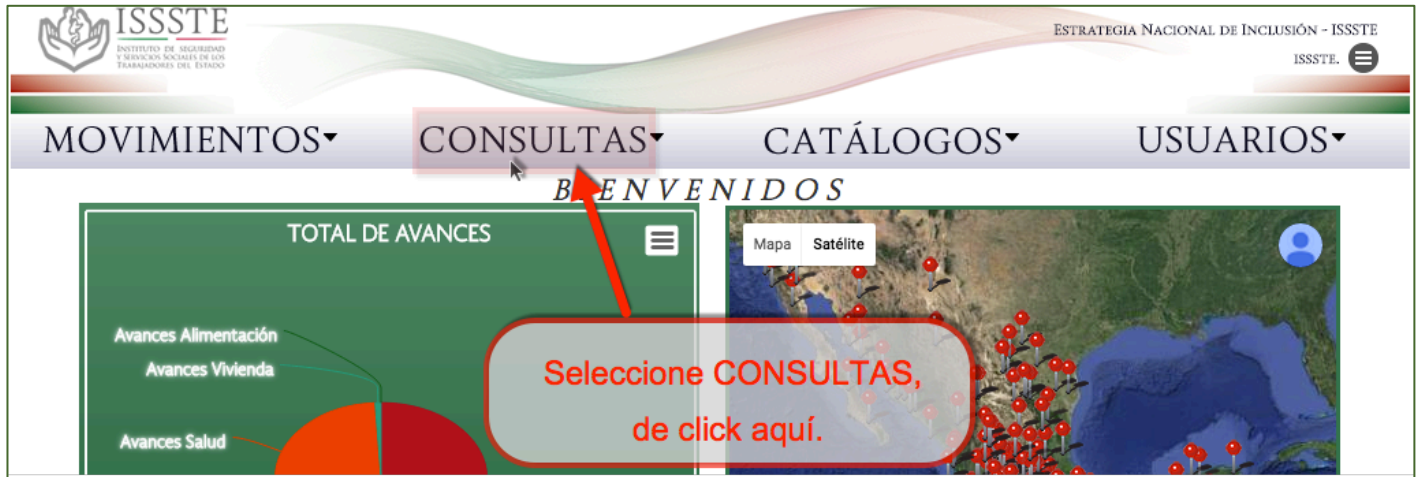 ISSSTE
INSTITUTO DE SEGURIDAD
Y SERVICIOS SOCIALES DE LOS
TRABAJADORES DEL ESTADO
ESTRATEGIA NACIONAL DE INCLUSIÓN - ISSSTE
ISSSTE.
MOVIMIENTOS CONSULTAS CATÁLOGOS USUARIOS
BIENVENIDOS
TOTAL DE AVANCES
Mapa Satélite
Avances Alimentación
Avances Vivienda
Avances Salud
Seleccione CONSULTAS,
de click aquí.